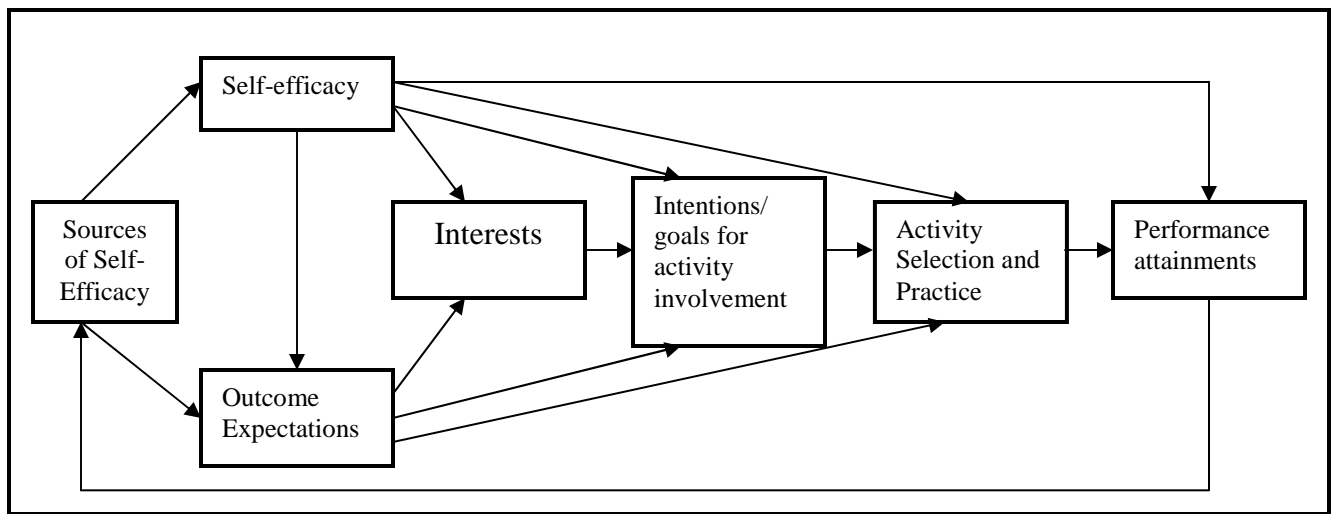 Self-efficacy
Sources
of Self-
Efficacy
Interests
Intentions/
goals for
activity
involvement
Activity
Selection and
Practice
Performance
attainments
Outcome
Expectations